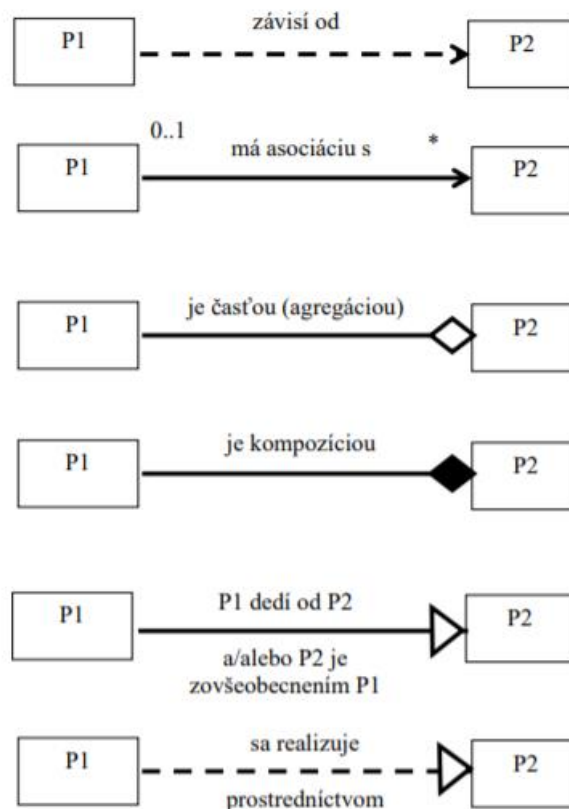 P1 závisí od P2
0..1 má asociáciu s *
P1 P2
je časťou (agregáciou)
P1 P2
je kompozíciou
P1 P2
P1 dedí od P2
P1 P2
a/alebo P2 je
zovšeobecnením P1
sa realizuje
P1 P2
prostredníctvom